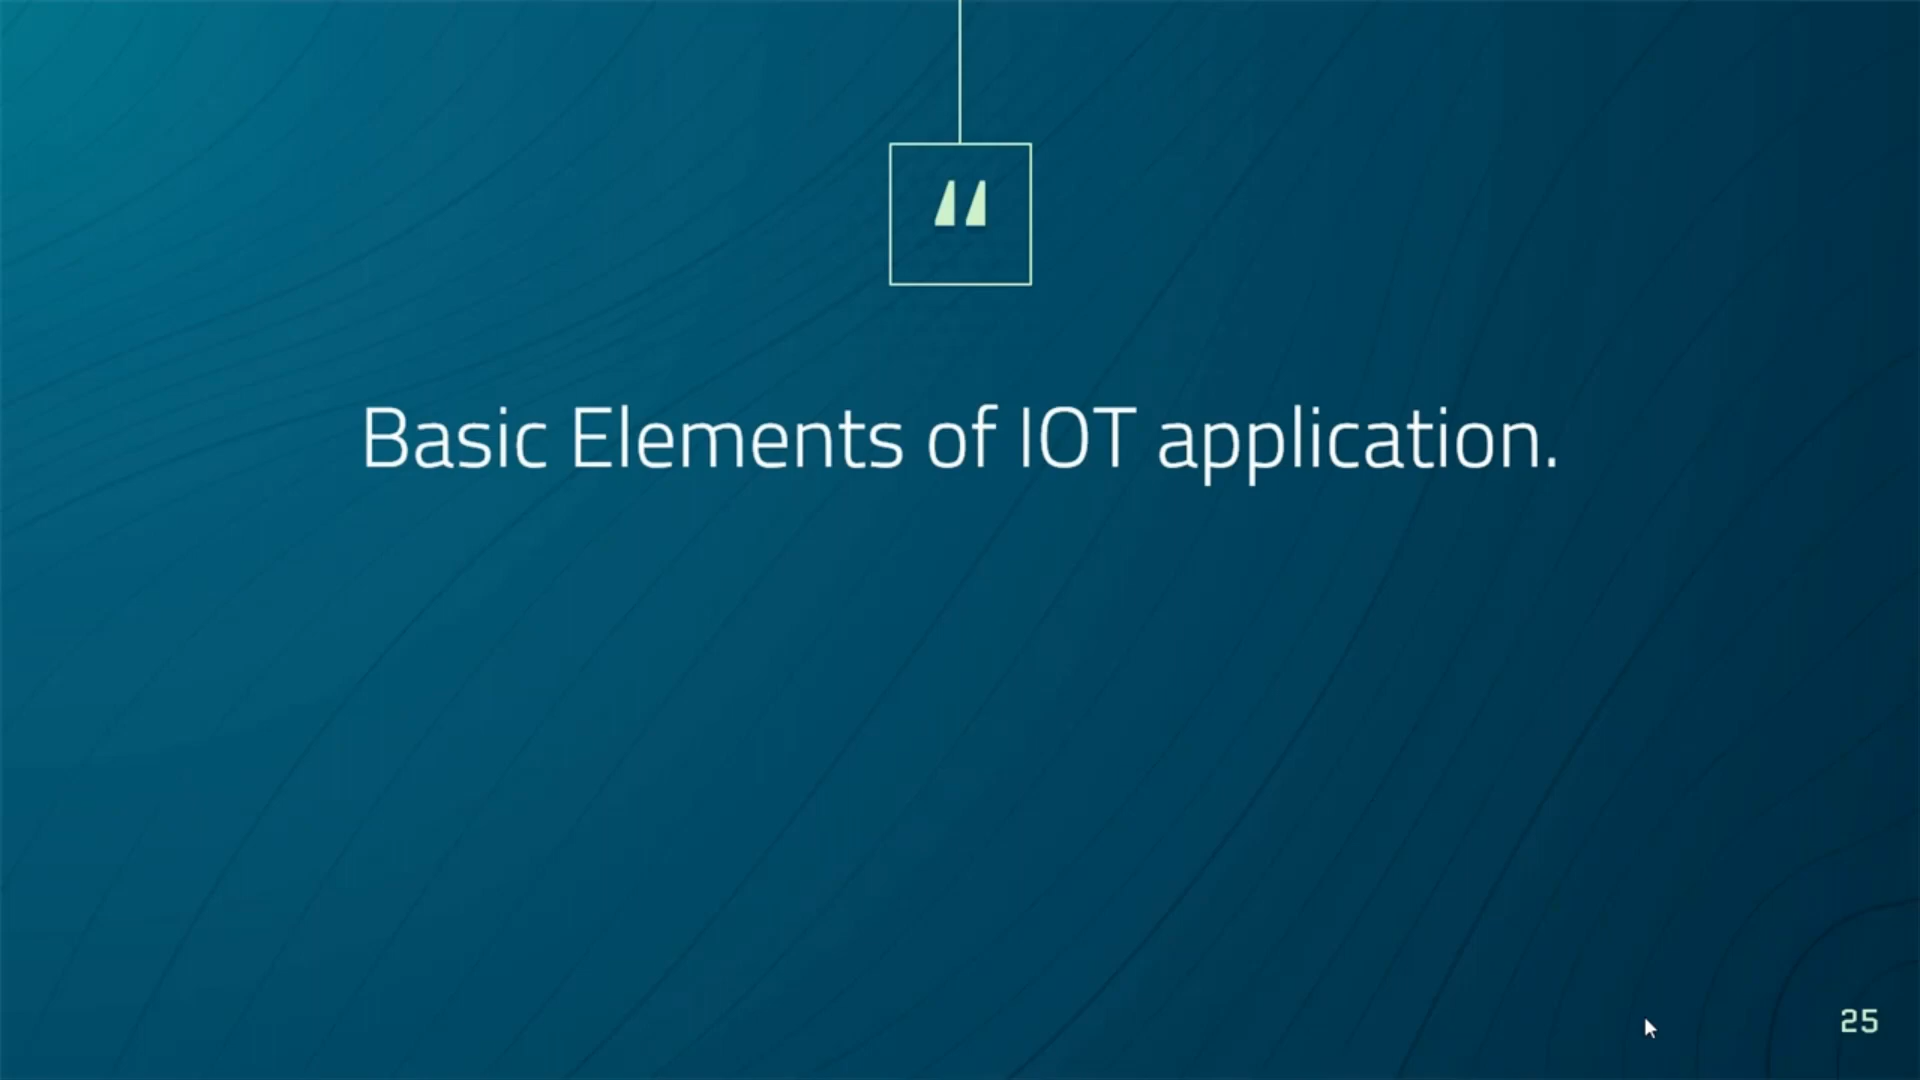 “
Basic Elements of IOT application.
25